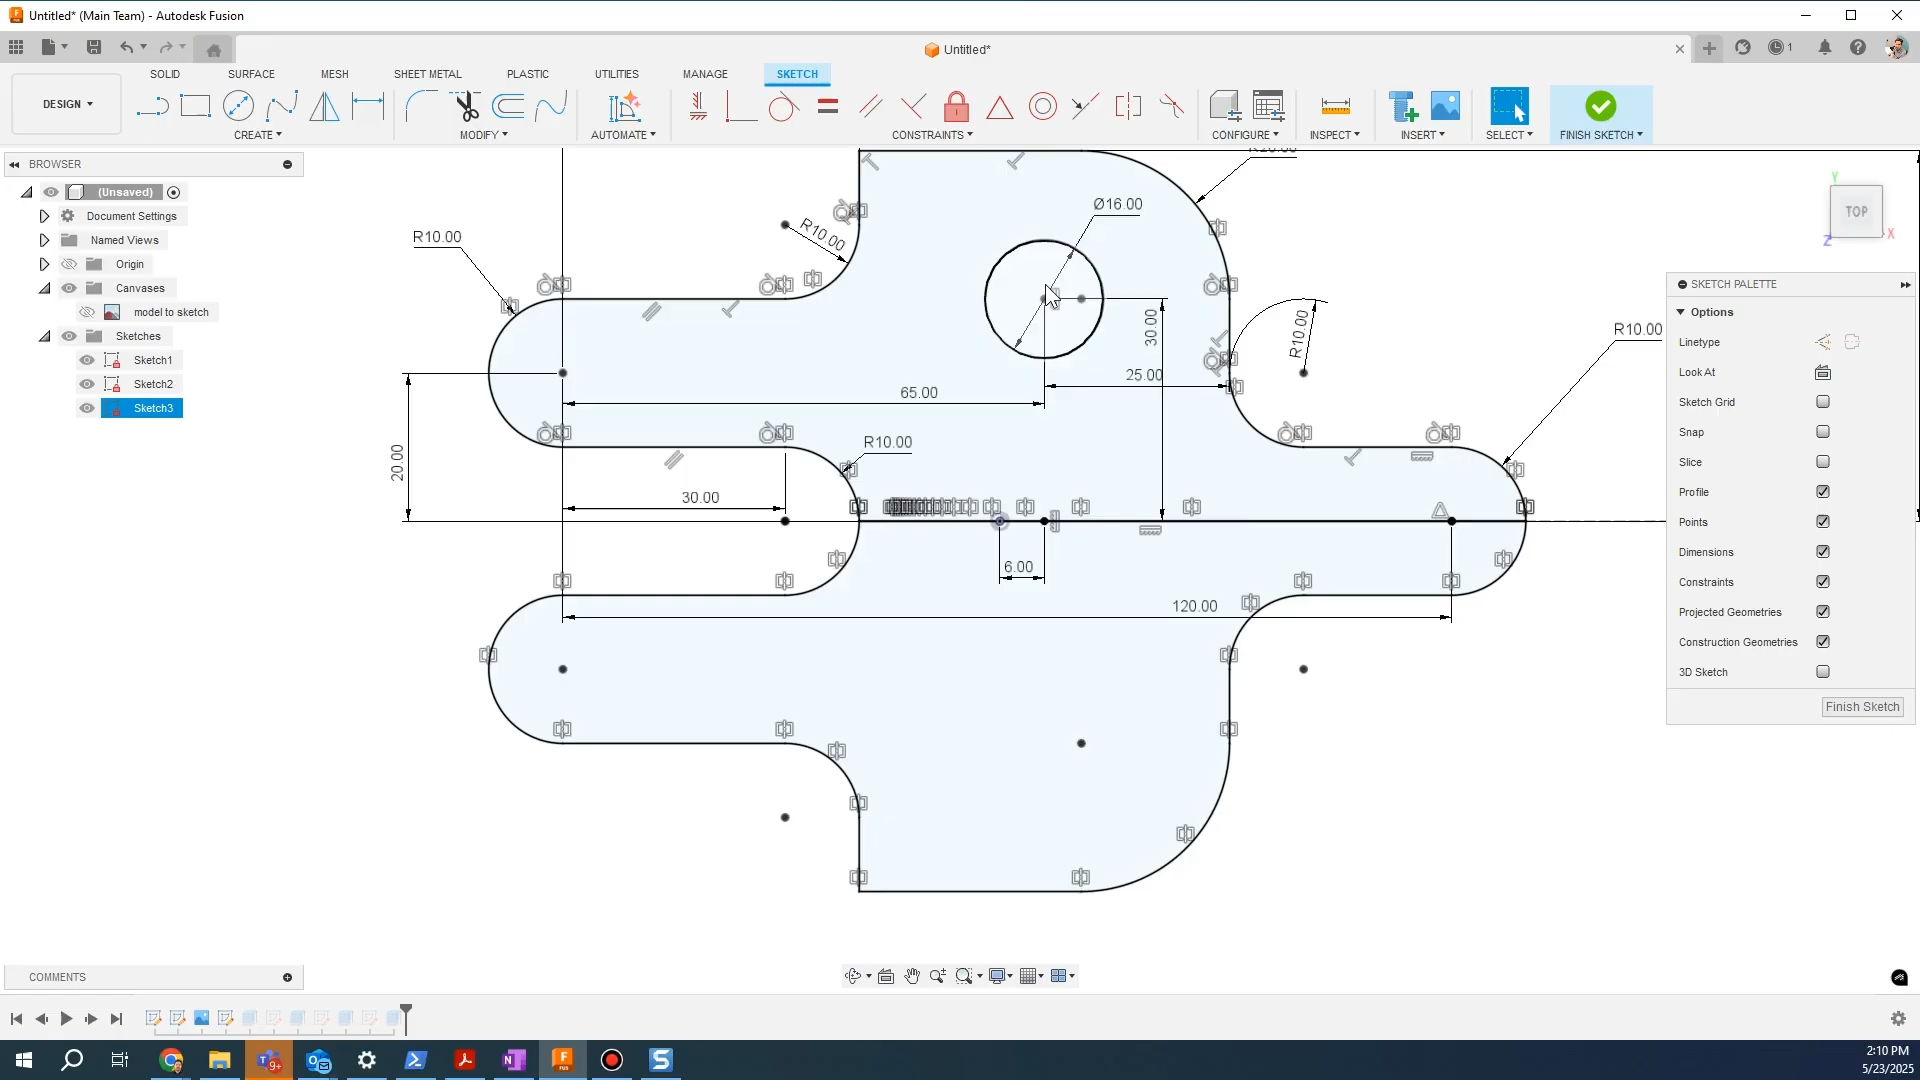 Untitled* (Main Team) - Autodesk Fusion
Untitled*
1
DESIGN
SOLID
SURFACE
MESH
SHEET METAL
PLASTIC
UTILITIES
MANAGE
SKETCH
CREATE
MODIFY
AUTOMATE
CONSTRAINTS
CONFIGURE
INSPECT
INSERT
SELECT
FINISH SKETCH
BROWSER
(Unsaved)
Document Settings
Named Views
Origin
Canvases
model to sketch
Sketches
Sketch1
Sketch2
Sketch3
R10.00
R10.00
Ø16.00
30.00
25.00
65.00
R10.00
R10.00
20.00
R10.00
30.00
6.00
120.00
Y
TOP
X
Z
SKETCH PALETTE
Options
Linetype
Look At
Sketch Grid
Snap
Slice
Profile
Points
Dimensions
Constraints
Projected Geometries
Construction Geometries
3D Sketch
Finish Sketch
COMMENTS
9+
2:10 PM
5/23/2025